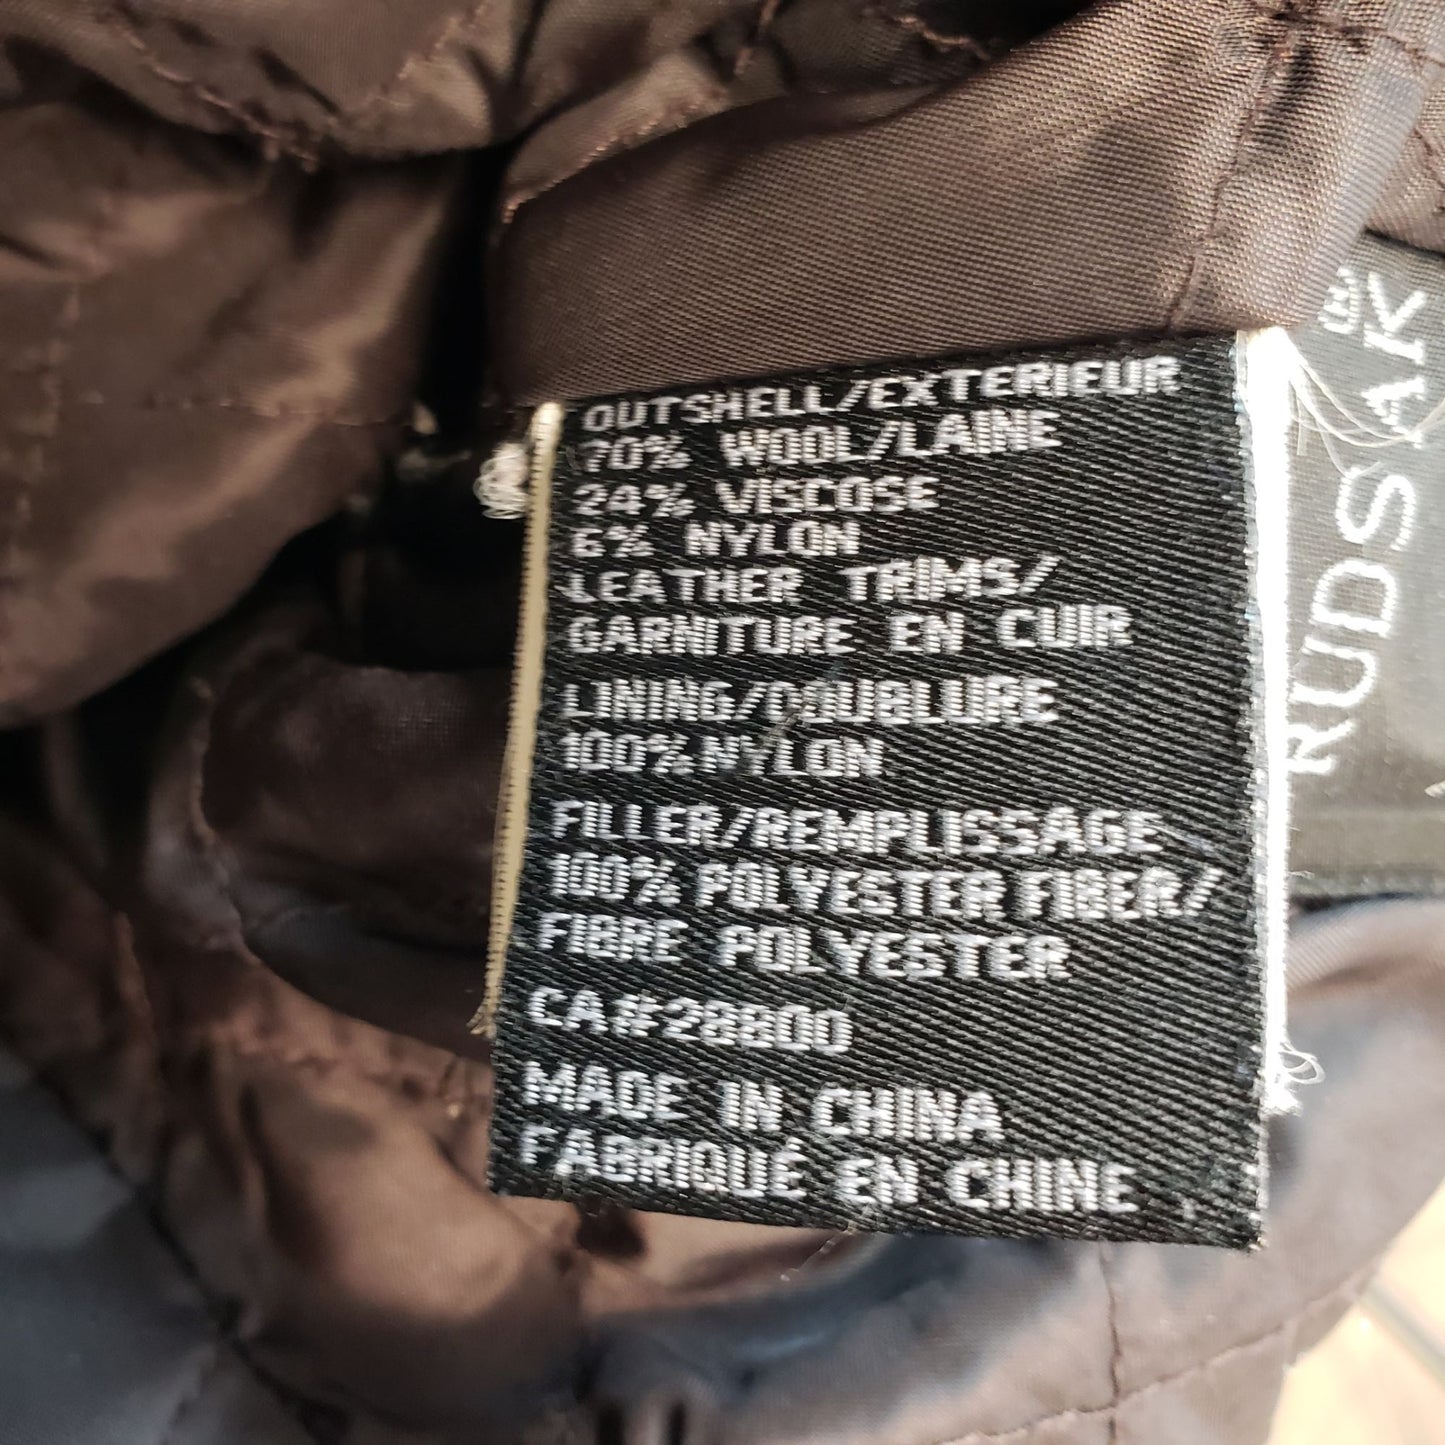 OUTSHELL/EXTERIEUR
70% WOOL/LAINE
24% VISCOSE
6% NYLON
LEATHER TRIMS/
GARNITURE EN CUIR
LINING/DOUBLURE
100% NYLON
FILLER/REMPLISSAGE
100% POLYESTER FIBER/
FIBRE POLYESTER
CA#28800
MADE IN CHINA
FABRIQUÉ EN CHINE
RUDSAK